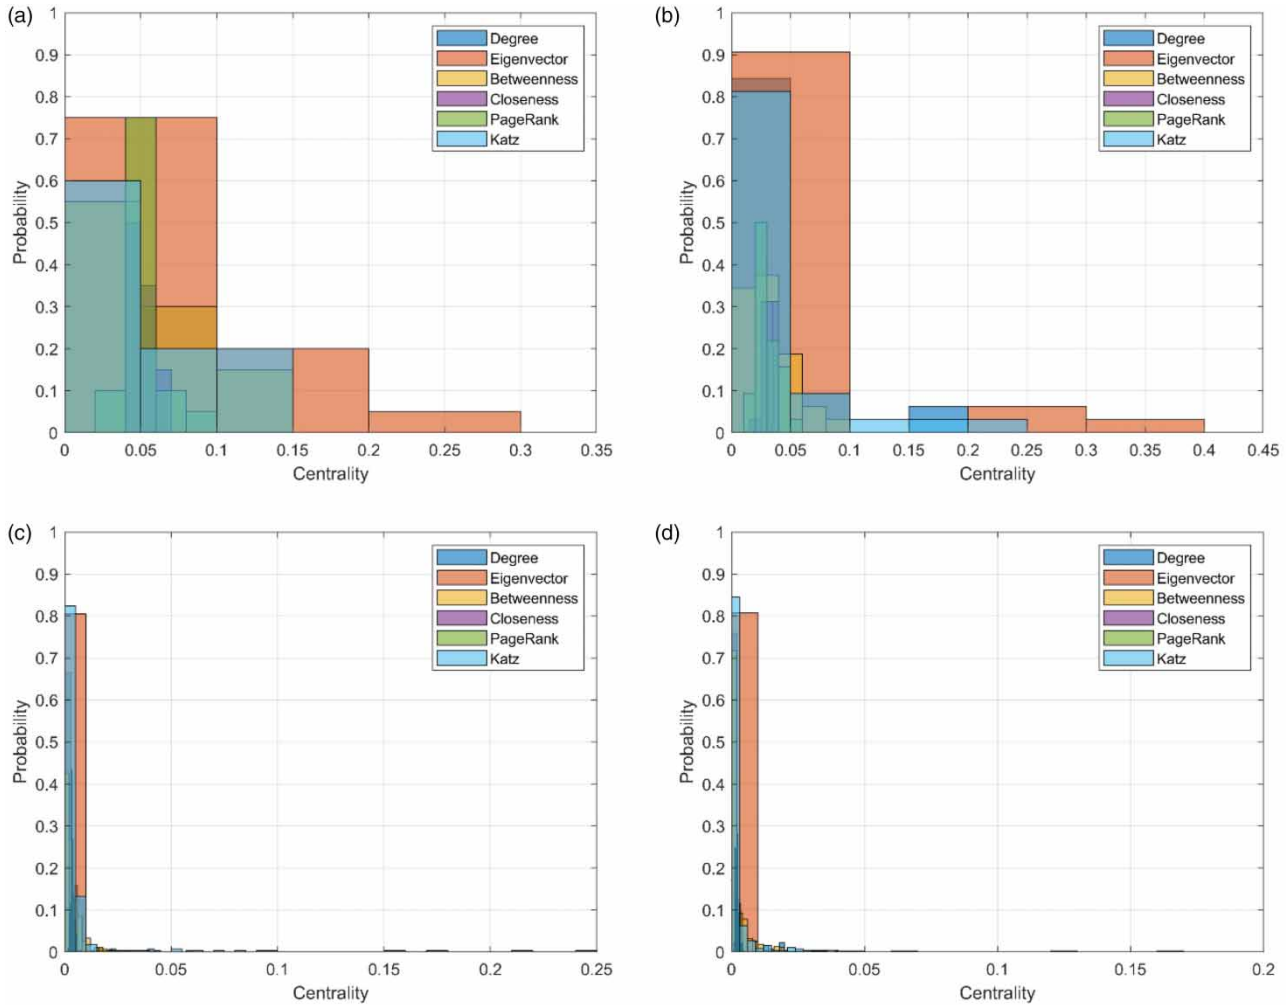 (a)
1
0.9
0.8
0.7
0.6
0.5
0.4
0.3
0.2
0.1
0
Probability
0 0.05 0.1 0.15 0.2 0.25 0.3 0.35
Centrality
Degree
Eigenvector
Betweenness
Closeness
PageRank
Katz
(b)
1
0.9
0.8
0.7
0.6
0.5
0.4
0.3
0.2
0.1
0
Probability
0 0.05 0.1 0.15 0.2 0.25 0.3 0.35 0.4 0.45
Centrality
Degree
Eigenvector
Betweenness
Closeness
PageRank
Katz
(c)
1
0.9
0.8
0.7
0.6
0.5
0.4
0.3
0.2
0.1
0
Probability
0 0.05 0.1 0.15 0.2 0.25
Centrality
Degree
Eigenvector
Betweenness
Closeness
PageRank
Katz
(d)
1
0.9
0.8
0.7
0.6
0.5
0.4
0.3
0.2
0.1
0
Probability
0 0.05 0.1 0.15 0.2
Centrality
Degree
Eigenvector
Betweenness
Closeness
PageRank
Katz